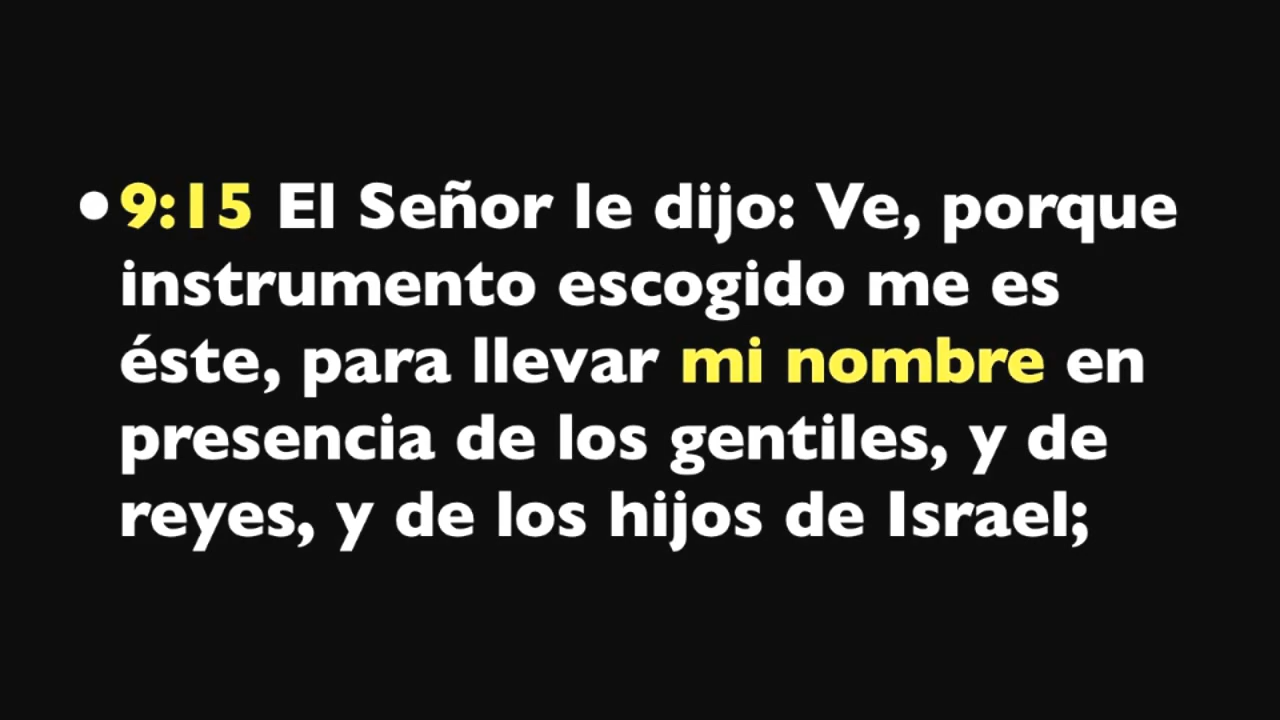 •9:15 El Señor le dijo: Ve, porque
instrumento escogido me es
éste, para llevar mi nombre en
presencia de los gentiles, y de
reyes, y de los hijos de Israel;